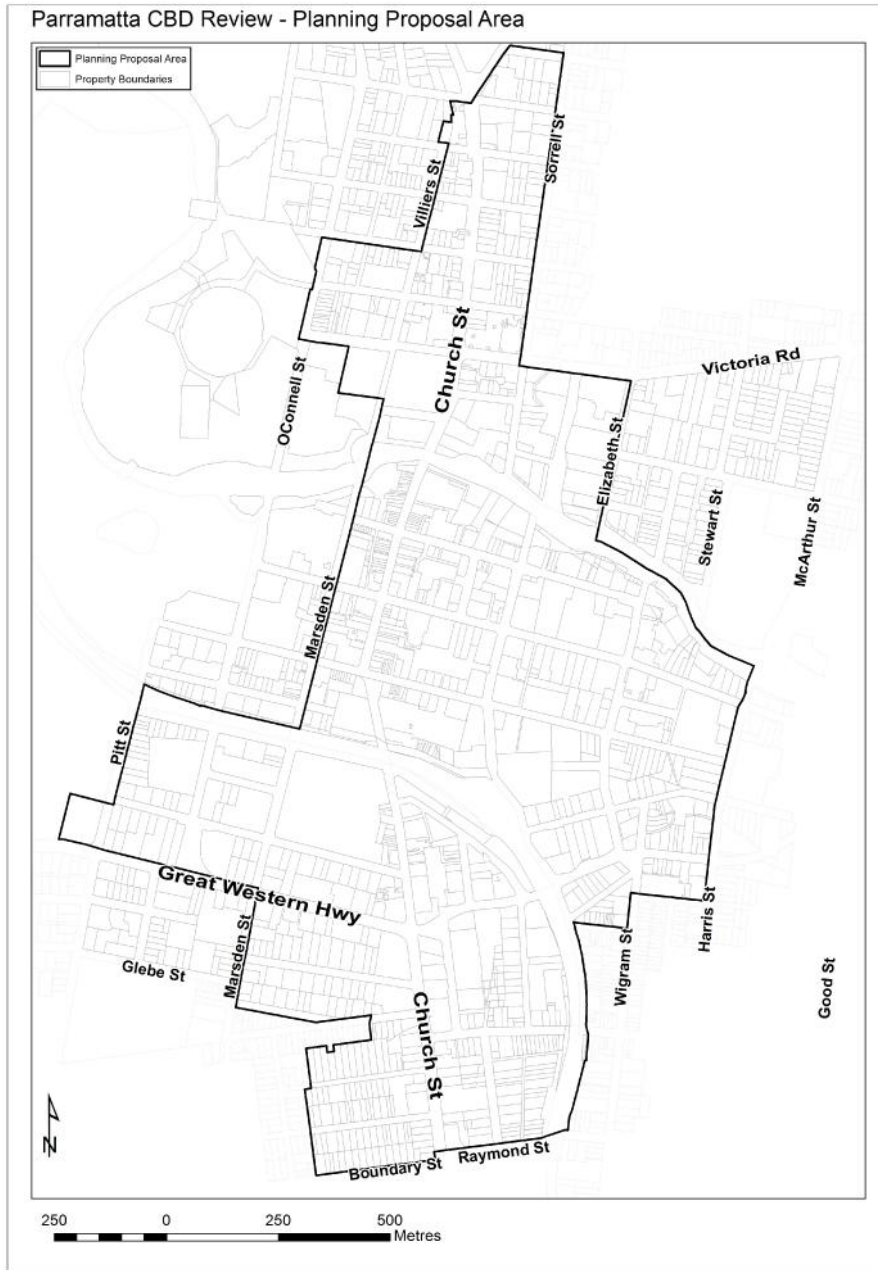 Parramatta CBD Review - Planning Proposal Area
Planning Proposal Area
Property Boundaries
Sorrell St
Villiers St
Church St
Victoria Rd
OConnell St
Elizabeth St
Stewart St
McArthur St
Marsden St
Pitt St
Great Western Hwy
Harris St
Marsden St
Wigram St
Glebe St
Good St
Church St
Raymond St
Boundary St
N
250 0 250 500
Metres